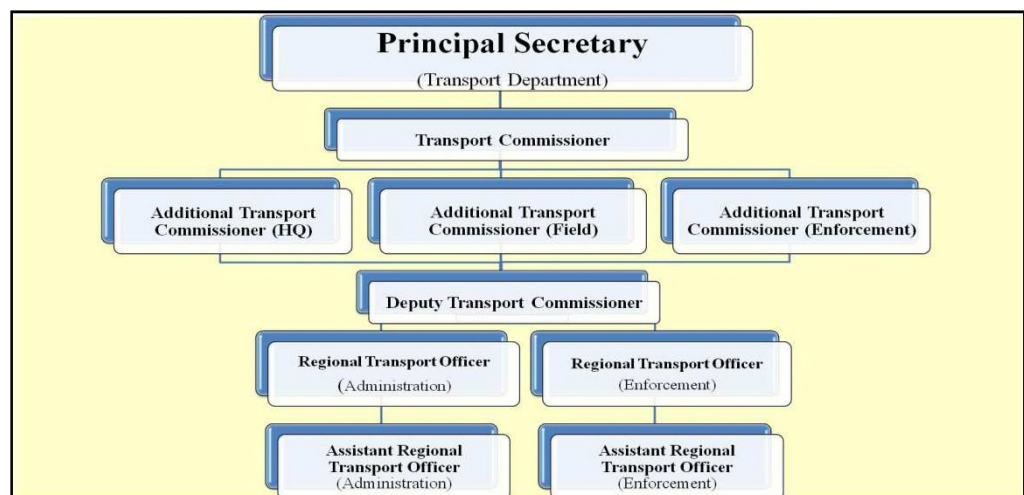 Principal Secretary
(Transport Department)
Transport Commissioner
Additional Transport
Commissioner (HQ)
Additional Transport
Commissioner (Field)
Additional Transport
Commissioner (Enforcement)
Deputy Transport Commissioner
Regional Transport Officer
(Administration)
Regional Transport Officer
(Enforcement)
Assistant Regional
Transport Officer
(Administration)
Assistant Regional
Transport Officer
(Enforcement)